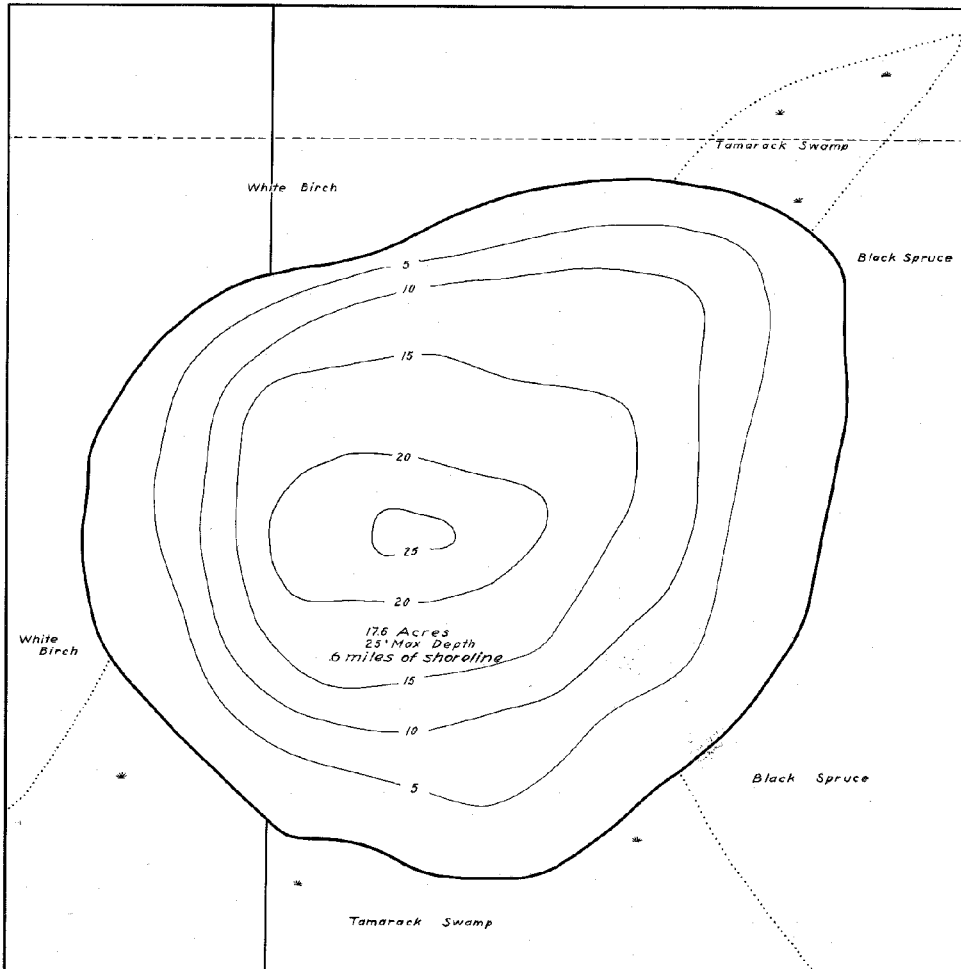 Tamarack Swamp
White Birch
Black Spruce
5
10
15
20
25
20
17.6 Acres
25' Max Depth
.6 miles of shoreline
White
Birch
15
10
5
Black Spruce
Tamarack Swamp